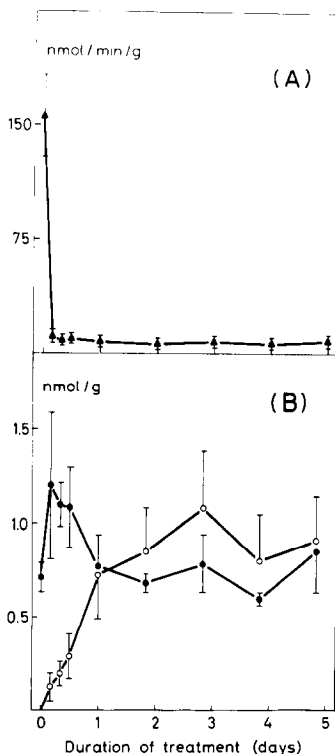 nmol/min/g
(A)
150
75
nmol/g
(B)
1.5
1.0
0.5
0 1 2 3 4 5
Duration of treatment (days)